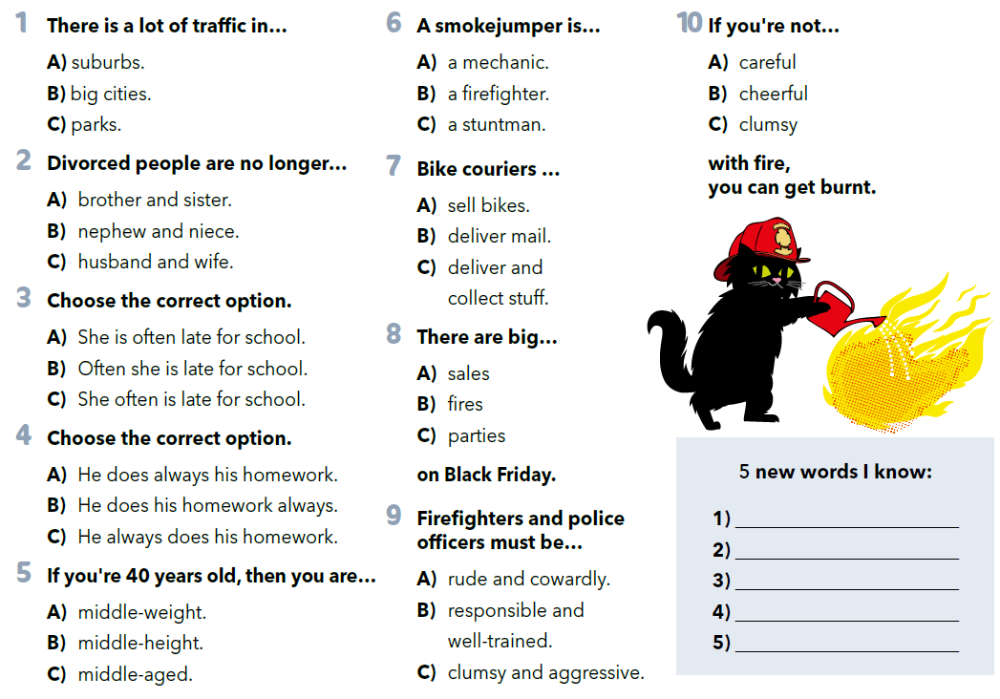 1 There is a lot of traffic in...
A) suburbs.
B) big cities.
C) parks.
2 Divorced people are no longer...
A) brother and sister.
B) nephew and niece.
C) husband and wife.
3 Choose the correct option.
A) She is often late for school.
B) Often she is late for school.
C) She often is late for school.
4 Choose the correct option.
A) He does always his homework.
B) He does his homework always.
C) He always does his homework.
5 If you're 40 years old, then you are...
A) middle-weight.
B) middle-height.
C) middle-aged.
6 A smokejumper is...
A) a mechanic.
B) a firefighter.
C) a stuntman.
7 Bike couriers ...
A) sell bikes.
B) deliver mail.
C) deliver and
collect stuff.
8 There are big...
A) sales
B) fires
C) parties
on Black Friday.
9 Firefighters and police
officers must be...
A) rude and cowardly.
B) responsible and
well-trained.
C) clumsy and aggressive.
10 If you're not...
A) careful
B) cheerful
C) clumsy
with fire,
you can get burnt.
5 new words I know:
1)
2)
3)
4)
5)